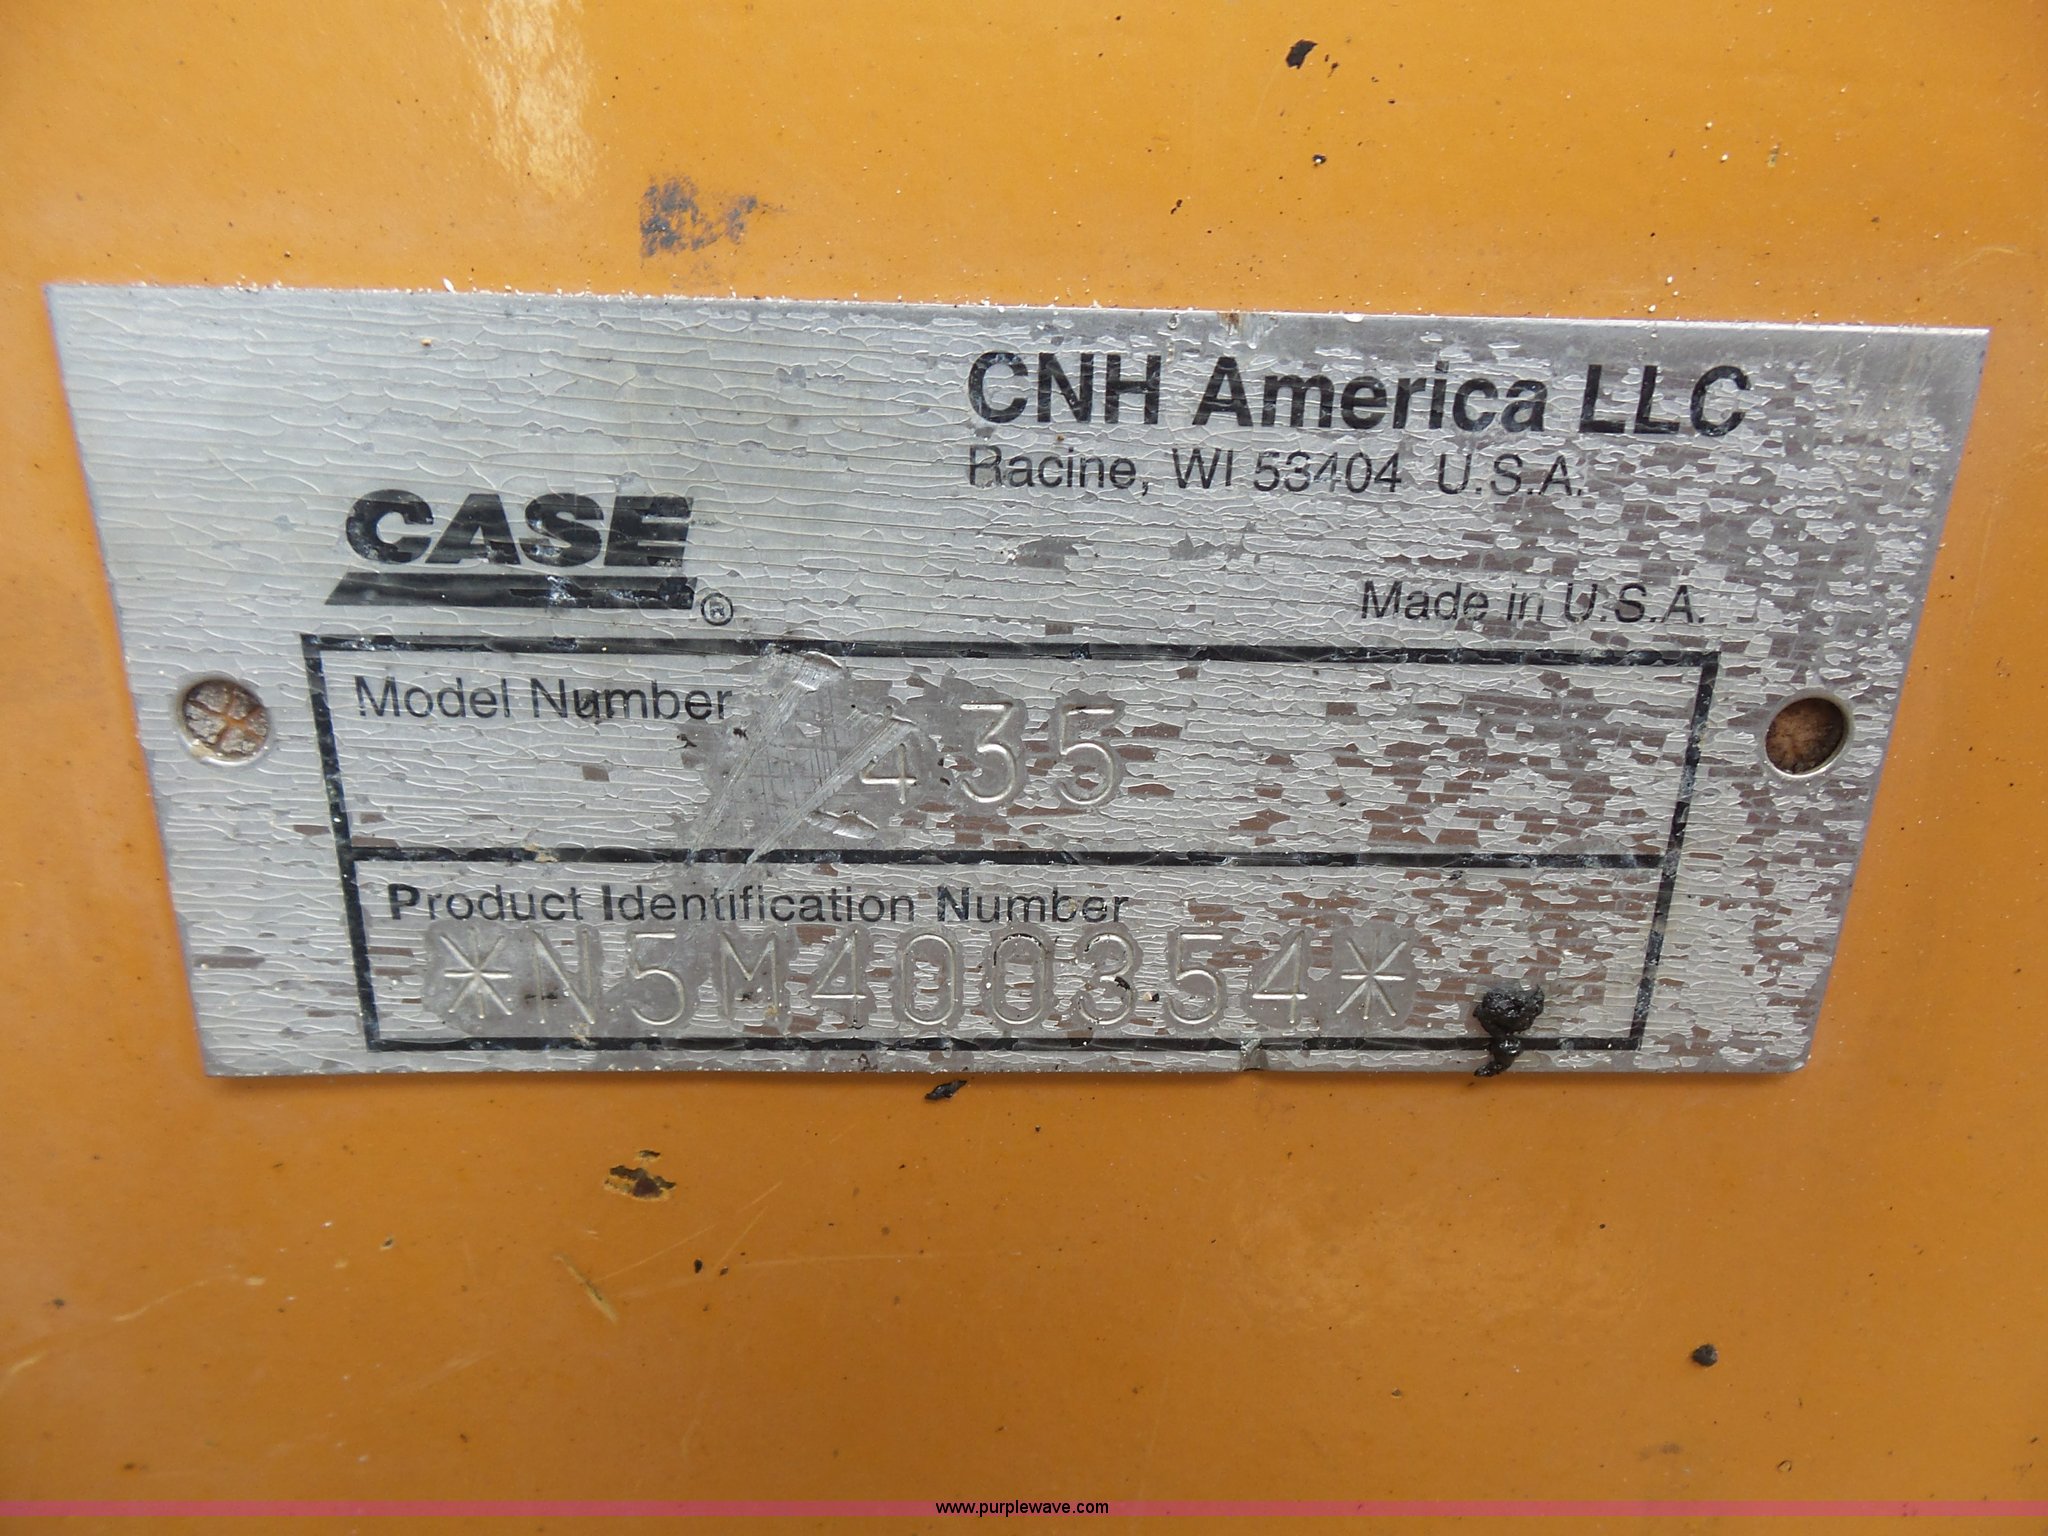 CNH America LLC
Racine, WI 53404 U.S.A.
CASE®
Made in U.S.A.
Model Number 435
Product Identification Number
*N5M400354*
www.purplewave.com